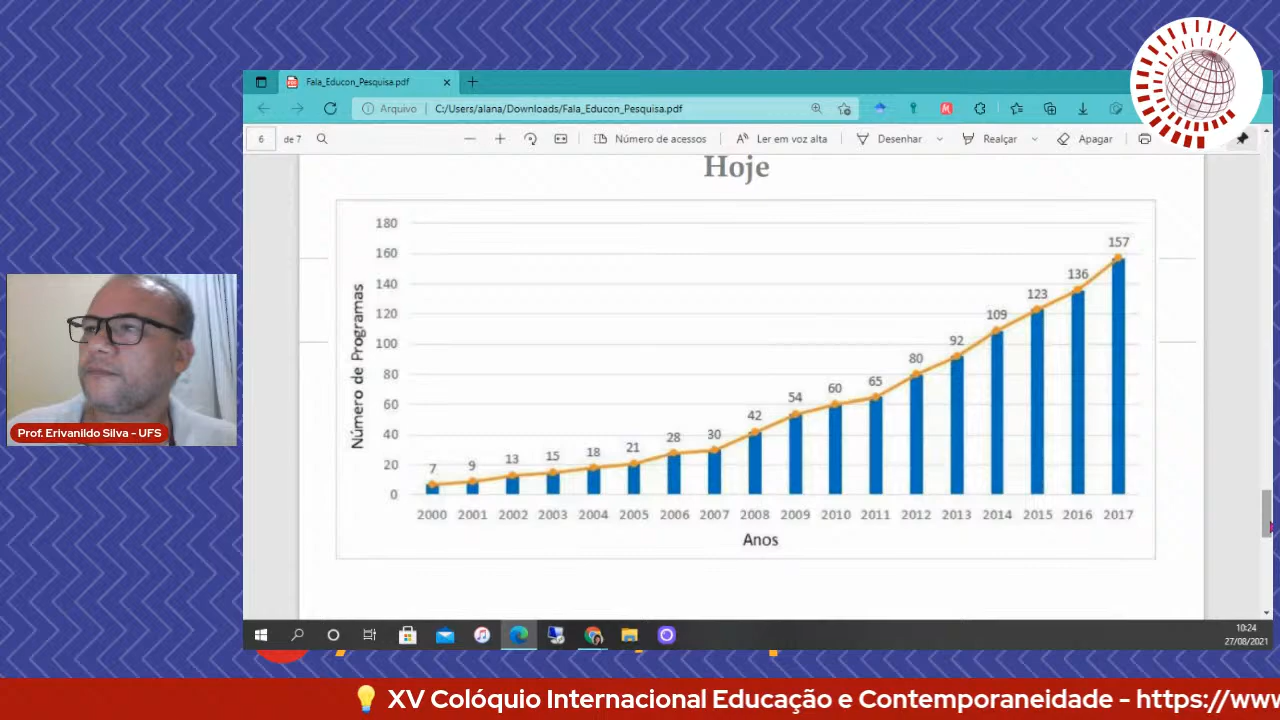 Fala_Educon_Pesquisa.pdf
Arquivo | C:/Users/alana/Downloads/Fala_Educon_Pesquisa.pdf
6 de 7 Número de acessos Ler em voz alta Desenhar Realçar Apagar
Hoje
Número de Programas
180
160
140
120
100
80
60
40
20
0
7 9 13 15 18 21 28 30 42 54 60 65 80 92 109 123 136 157
2000 2001 2002 2003 2004 2005 2006 2007 2008 2009 2010 2011 2012 2013 2014 2015 2016 2017
Anos
Prof. Erivanildo Silva - UFS
10:24
27/08/2021
XV Colóquio Internacional Educação e Contemporaneidade - https://www